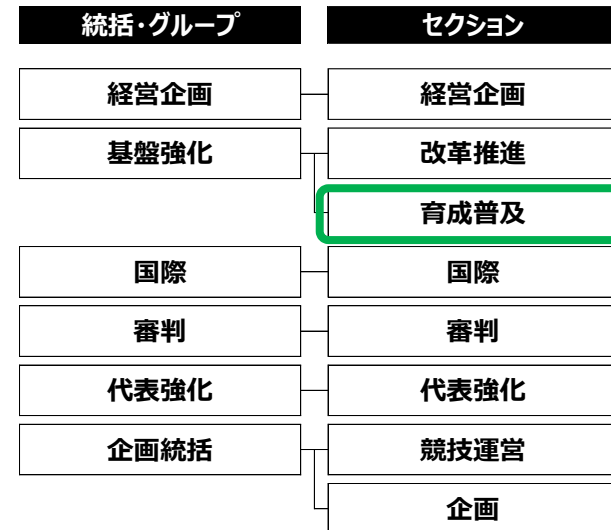 統括・グループ セクション
経営企画 経営企画
基盤強化 改革推進
育成普及
国際 国際
審判 審判
代表強化 代表強化
企画統括 競技運営
企画